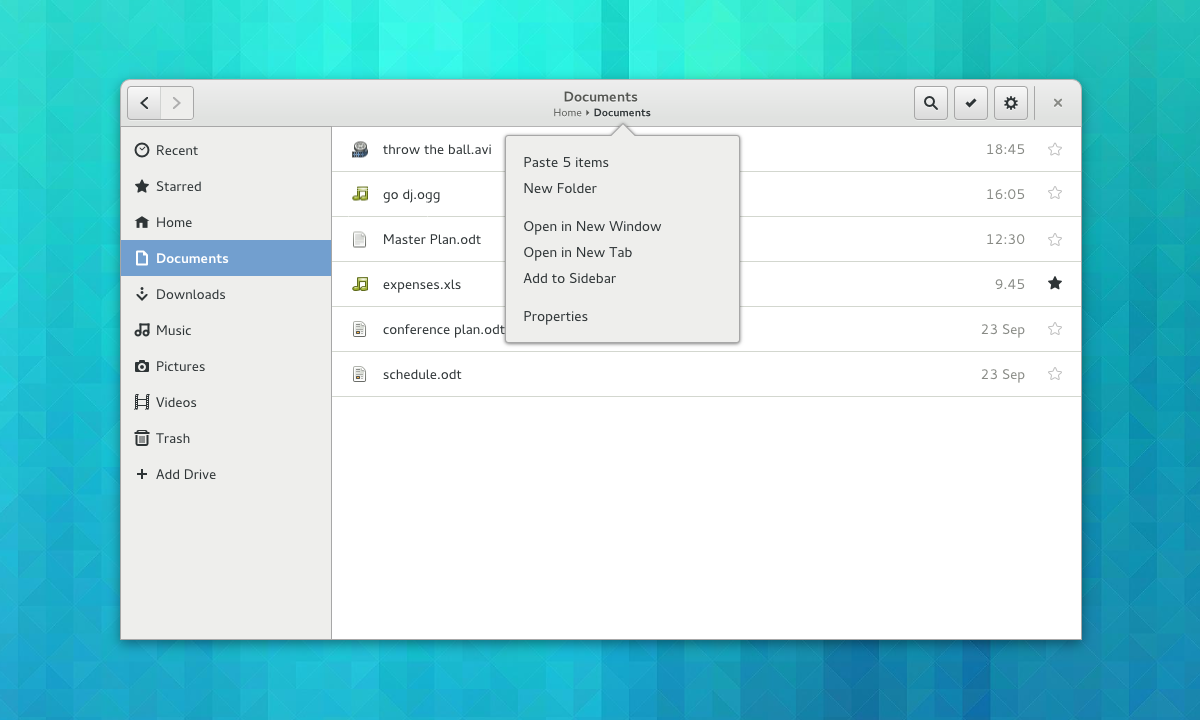 Documents
Home Documents
Recent
Starred
Home
Documents
Downloads
Music
Pictures
Videos
Trash
Add Drive
throw the ball.avi 18:45
go dj.ogg 16:05
Master Plan.odt 12:30
expenses.xls 9.45
conference plan.odt 23 Sep
schedule.odt 23 Sep
Paste 5 items
New Folder
Open in New Window
Open in New Tab
Add to Sidebar
Properties